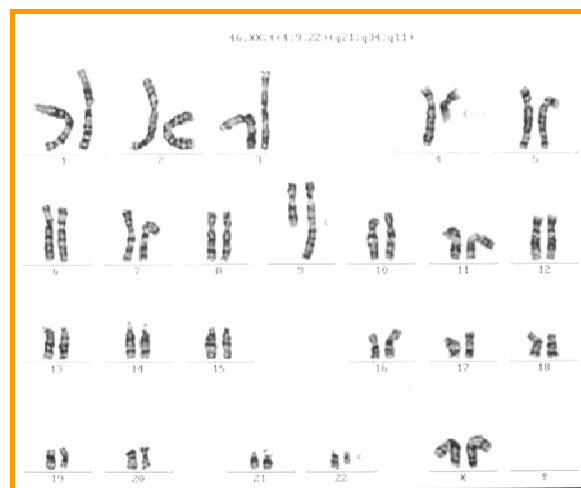 46,XX,t(4;9;22)(q21;q34;q11)
1 2 3 4 <--- 5
6 7 8 9 < 10 11 12
13 14 15 16 17 18
19 20 21 22 <--- X Y